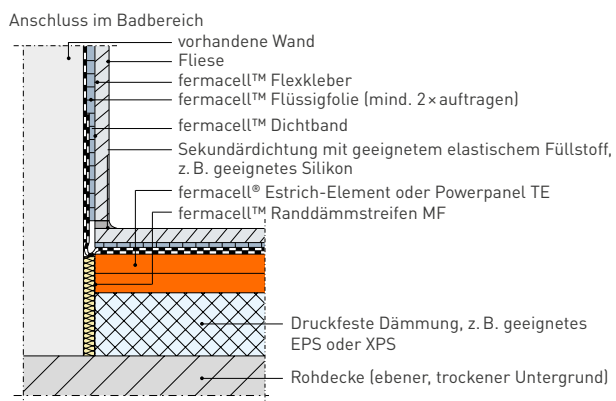 Anschluss im Badbereich
vorhandene Wand
Fliese
fermacell™ Flexkleber
fermacell™ Flüssigfolie (mind. 2×auftragen)
fermacell™ Dichtband
Sekundärdichtung mit geeignetem elastischem Füllstoff,
z. B. geeignetes Silikon
fermacell® Estrich-Element oder Powerpanel TE
fermacell™ Randdämmstreifen MF
Druckfeste Dämmung, z. B. geeignetes
EPS oder XPS
Rohdecke (ebener, trockener Untergrund)